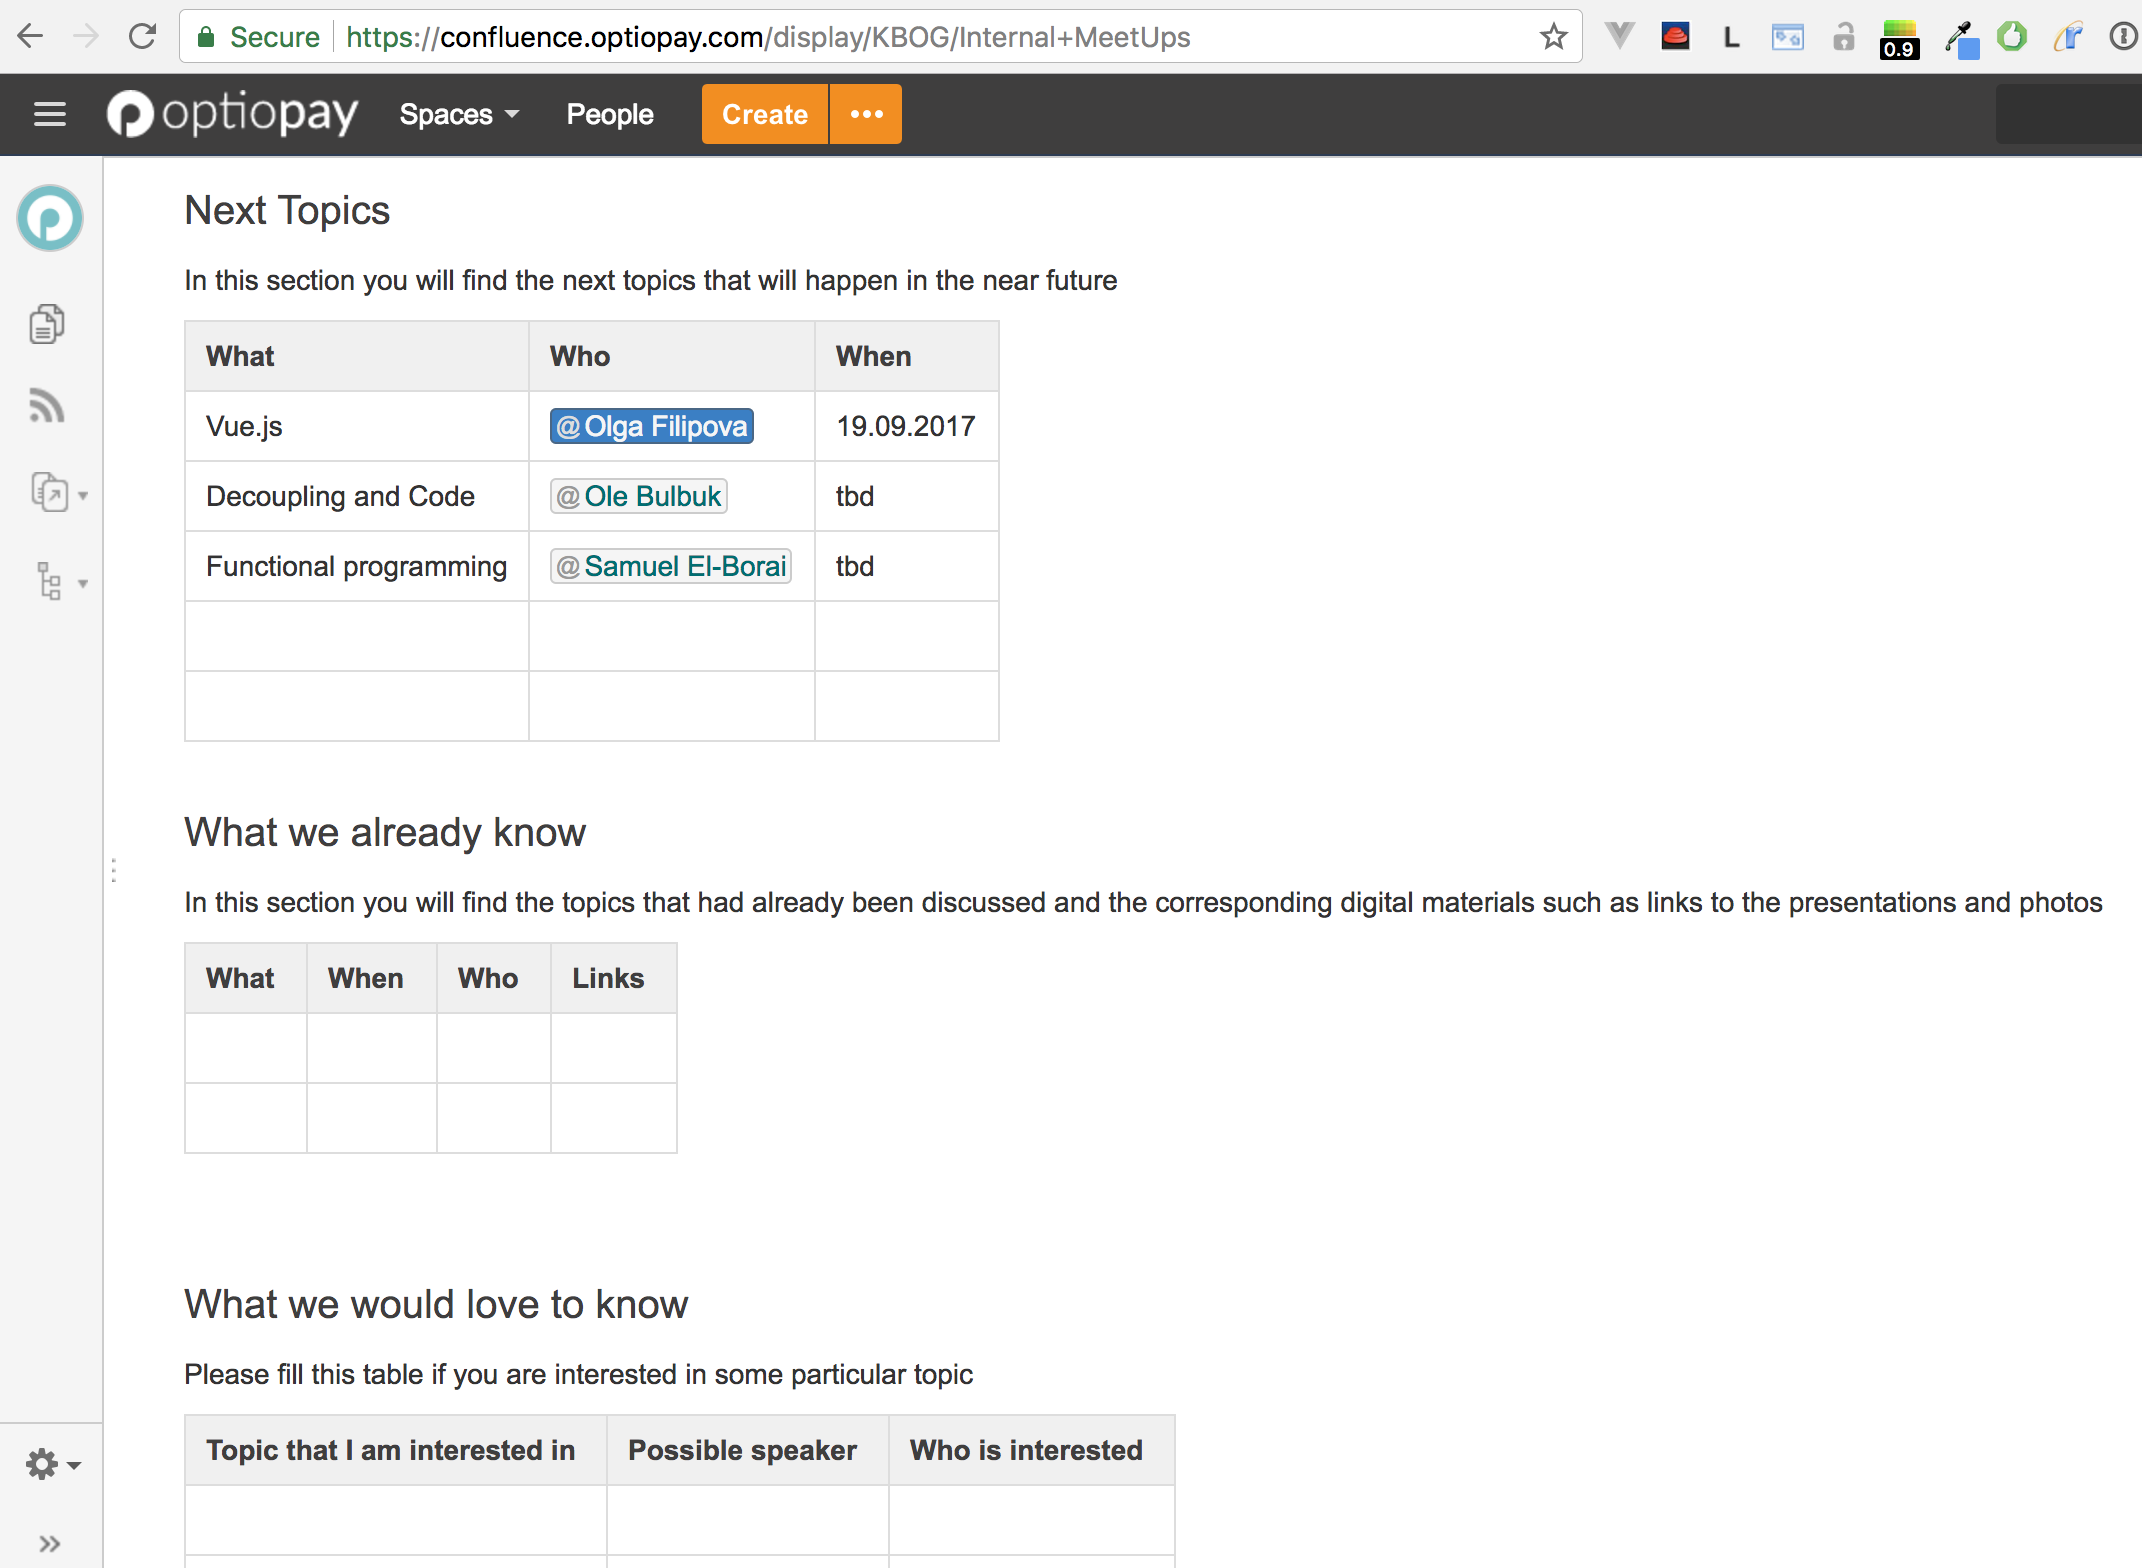 Secure https://confluence.optiopay.com/display/KBOG/Internal+MeetUps
L 0.9
optiopay Spaces People Create
Next Topics
In this section you will find the next topics that will happen in the near future
What Who When
Vue.js @Olga Filipova 19.09.2017
Decoupling and Code @Ole Bulbuk tbd
Functional programming @Samuel El-Borai tbd
What we already know
In this section you will find the topics that had already been discussed and the corresponding digital materials such as links to the presentations and photos
What When Who Links
What we would love to know
Please fill this table if you are interested in some particular topic
Topic that I am interested in Possible speaker Who is interested